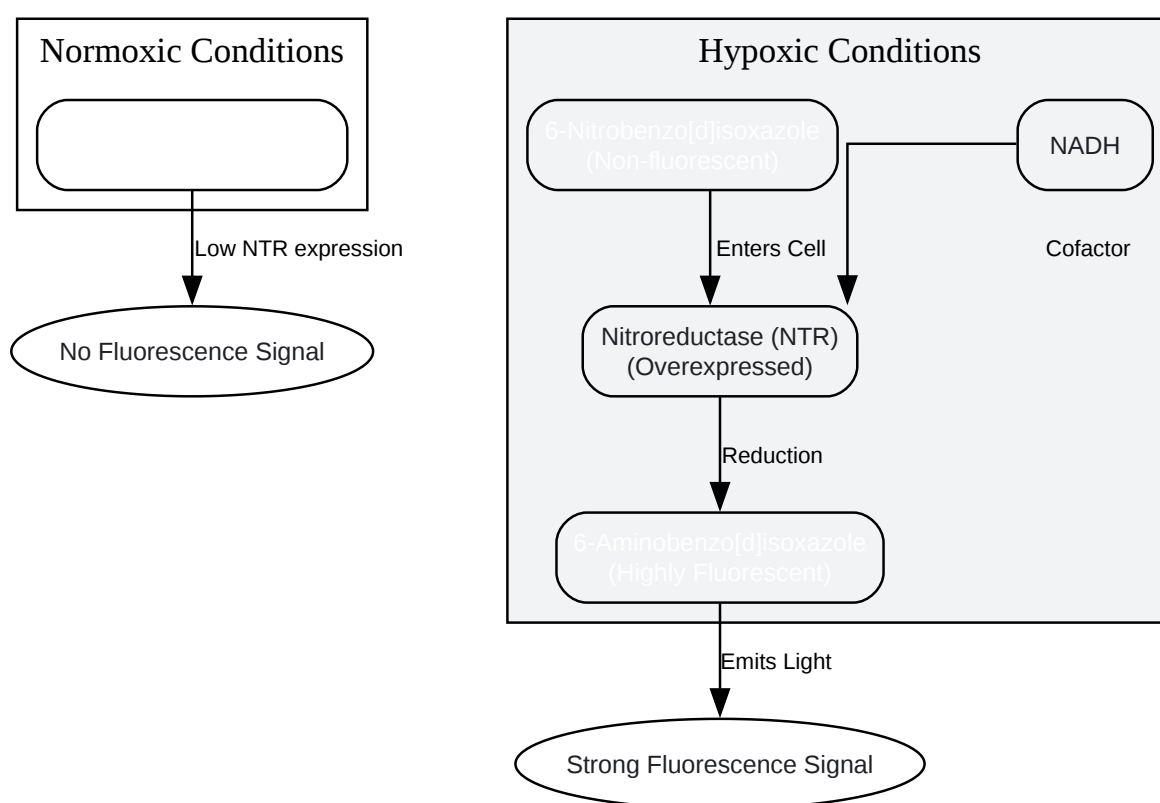 Normoxic Conditions
Low NTR expression
No Fluorescence Signal
Hypoxic Conditions
6-Nitrobenzo[d]isoxazole
(Non-fluorescent)
NADH
Enters Cell
Cofactor
Nitroreductase (NTR)
(Overexpressed)
Reduction
6-Aminobenzo[d]isoxazole
(Highly Fluorescent)
Emits Light
Strong Fluorescence Signal